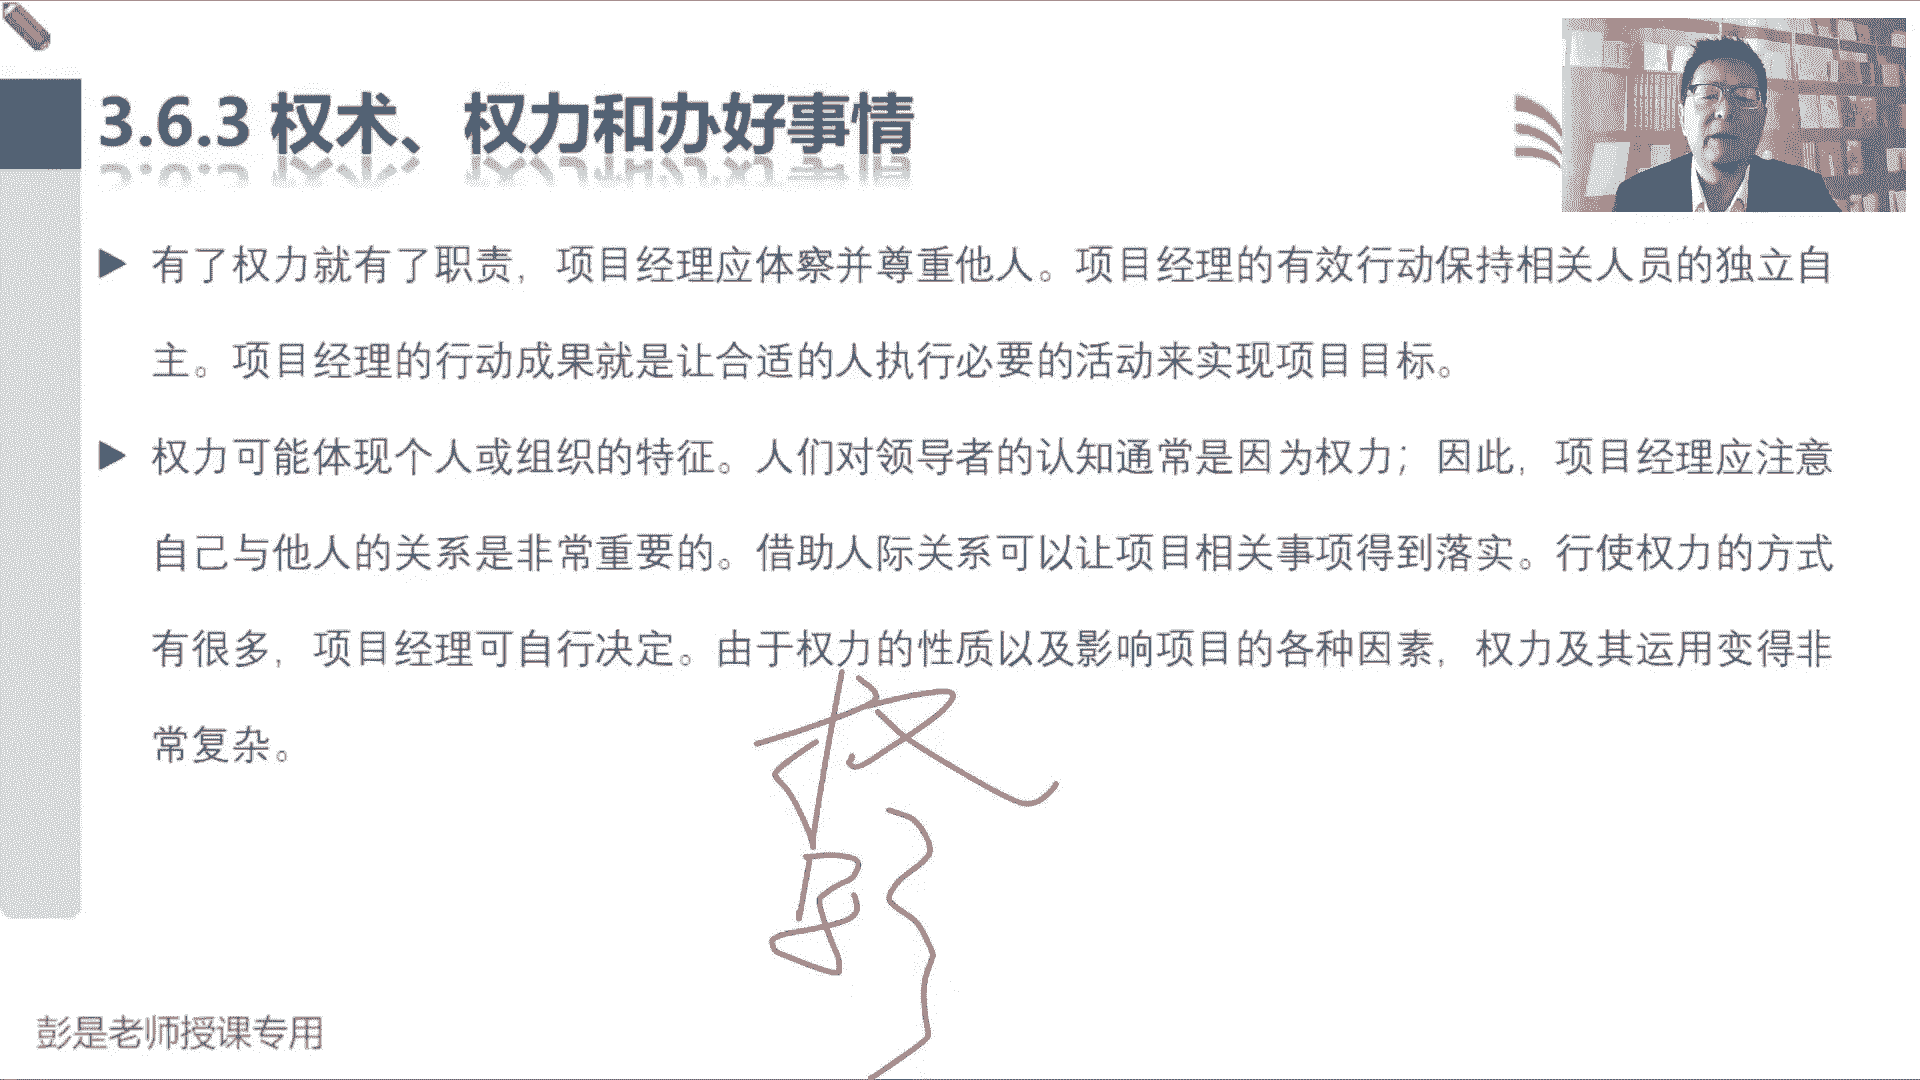 3.6.3 权术、权力和办好事情
有了权力就有了职责，项目经理应体察并尊重他人。项目经理的有效行动保持相关人员的独立自
主。项目经理的行动成果就是让合适的人执行必要的活动来实现项目目标。
权力可能体现个人或组织的特征。人们对领导者的认知通常是因为权力；因此，项目经理应注意
自己与他人的关系是非常重要的。借助人际关系可以让项目相关事项得到落实。行使权力的方式
有很多，项目经理可自行决定。由于权力的性质以及影响项目的各种因素，权力及其运用变得非
常复杂。
权
彭是老师授课专用